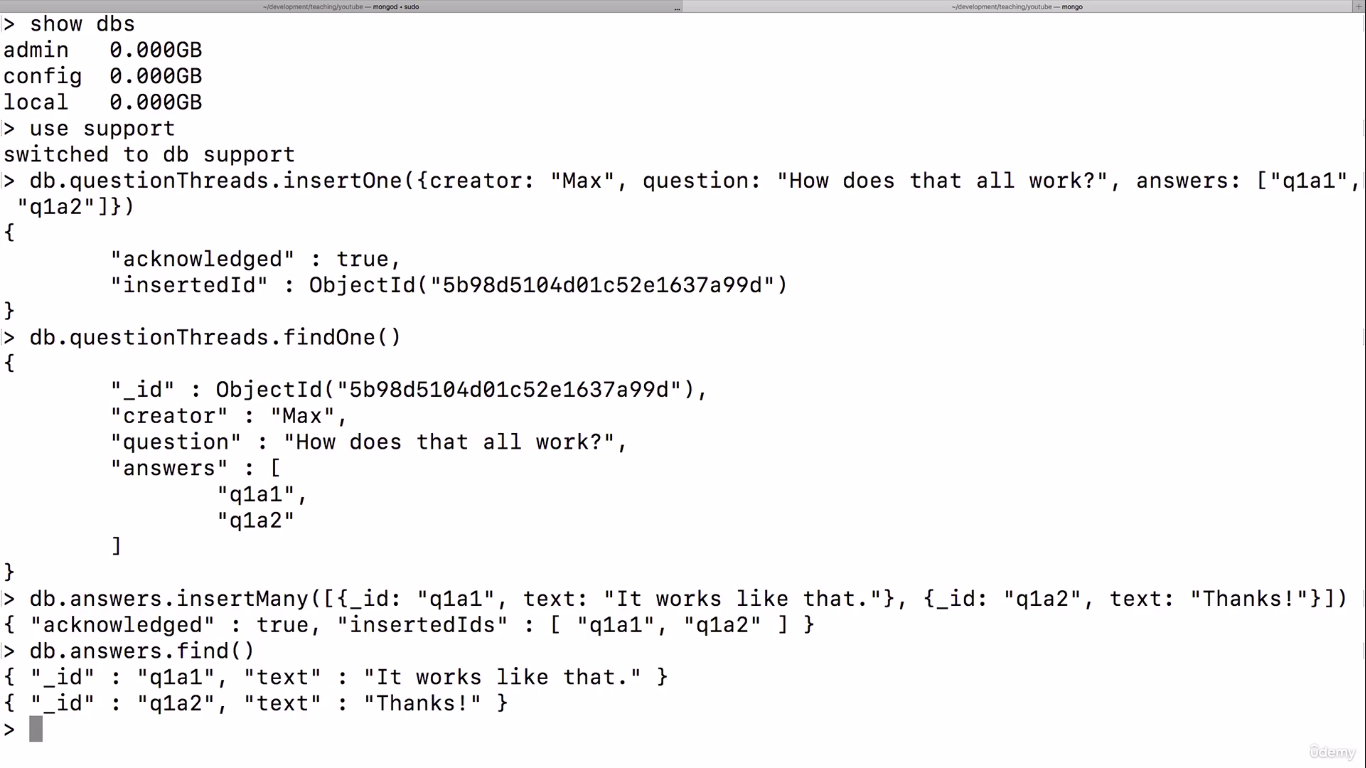 ~/development/teaching/youtube — mongod • sudo ... ~/development/teaching/youtube — mongo +
> show dbs
admin   0.000GB
config  0.000GB
local   0.000GB
> use support
switched to db support
> db.questionThreads.insertOne({creator: "Max", question: "How does that all work?", answers: ["q1a1",
 "q1a2"]})
{
        "acknowledged" : true,
        "insertedId" : ObjectId("5b98d5104d01c52e1637a99d")
}
> db.questionThreads.findOne()
{
        "_id" : ObjectId("5b98d5104d01c52e1637a99d"),
        "creator" : "Max",
        "question" : "How does that all work?",
        "answers" : [
                "q1a1",
                "q1a2"
        ]
}
> db.answers.insertMany([{_id: "q1a1", text: "It works like that."}, {_id: "q1a2", text: "Thanks!"}])
{ "acknowledged" : true, "insertedIds" : [ "q1a1", "q1a2" ] }
> db.answers.find()
{ "_id" : "q1a1", "text" : "It works like that." }
{ "_id" : "q1a2", "text" : "Thanks!" }
>
ûdemy